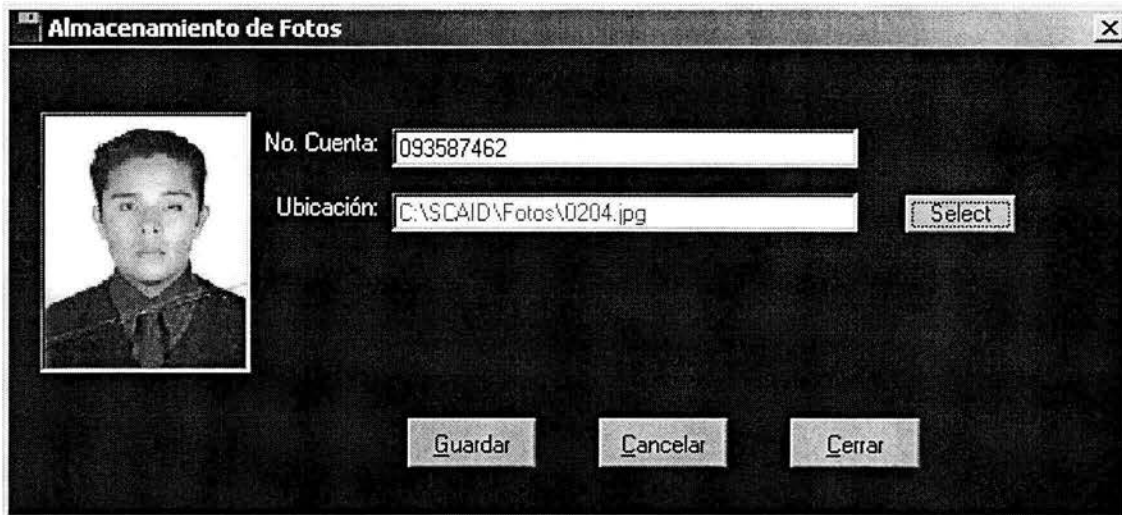 Almacenamiento de Fotos
No. Cuenta: 093587462
Ubicación: C:\SCAID\Fotos\0204.jpg Select
Guardar Cancelar Cerrar